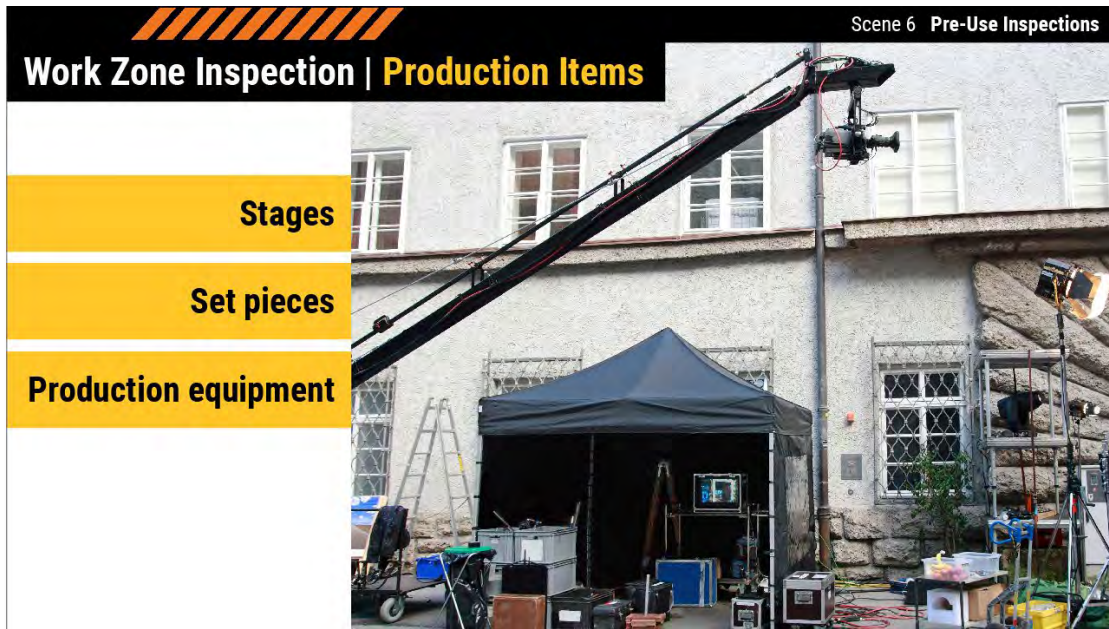 Scene 6 Pre-Use Inspections
Work Zone Inspection | Production Items
Stages
Set pieces
Production equipment